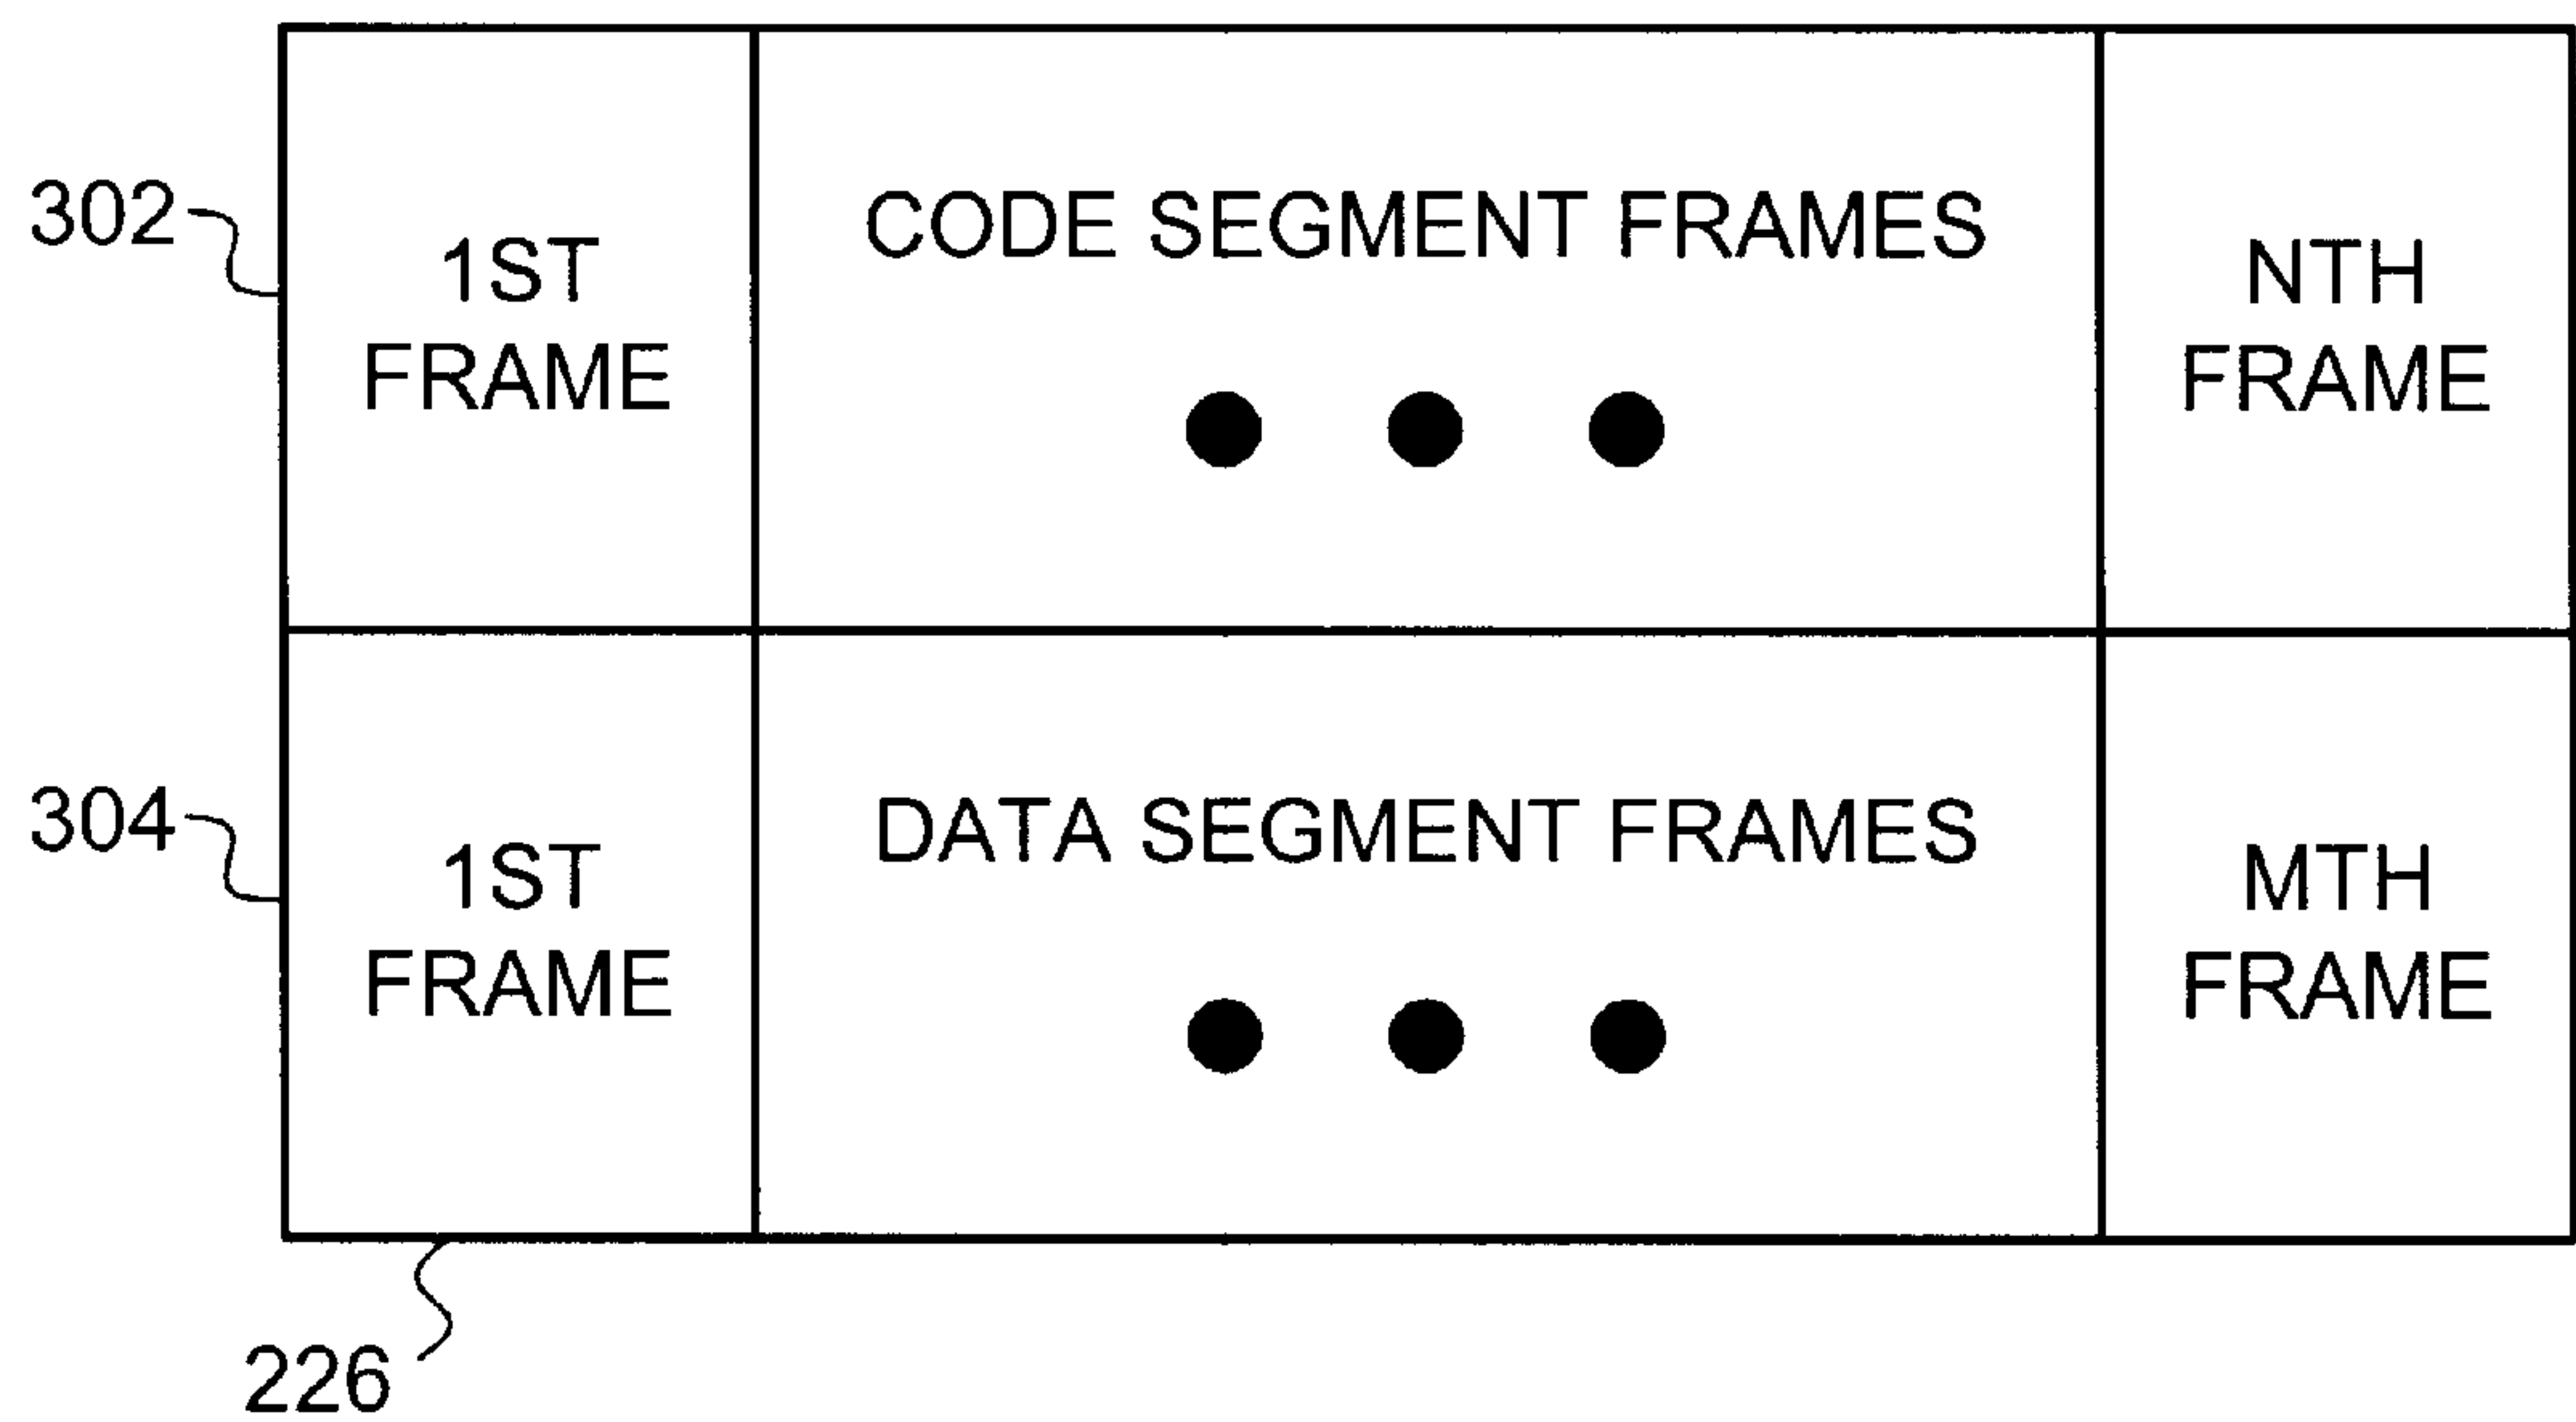 302
1ST
FRAME
CODE SEGMENT FRAMES
NTH
FRAME
304
1ST
FRAME
DATA SEGMENT FRAMES
MTH
FRAME
226